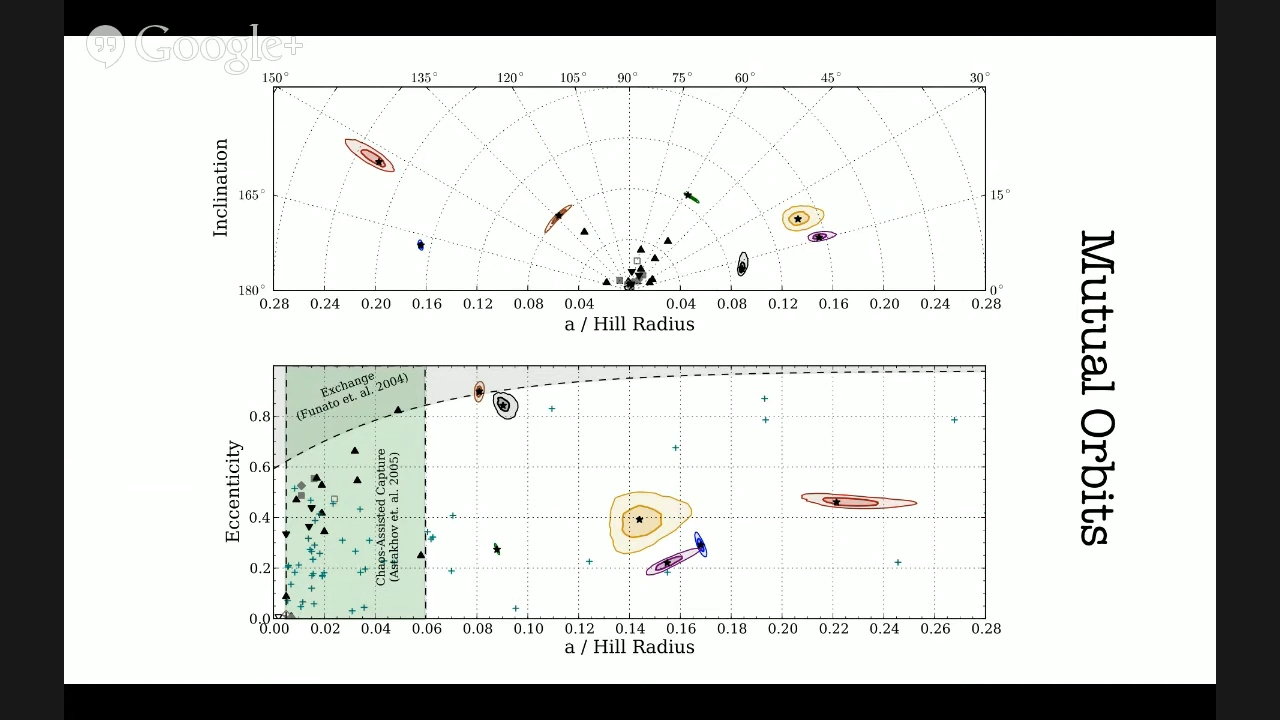 Google+
150° 135° 120° 105° 90° 75° 60° 45° 30°
Inclination
165° 15°
180° 0°
0.28 0.24 0.20 0.16 0.12 0.08 0.04 0.04 0.08 0.12 0.16 0.20 0.24 0.28
a / Hill Radius
Mutual Orbits
Exchange
(Funato et. al. 2004)
Chaos-Assisted Capture
(Astakhov et. al. 2005)
Eccentricity
0.8
0.6
0.4
0.2
0.0
0.00 0.02 0.04 0.06 0.08 0.10 0.12 0.14 0.16 0.18 0.20 0.22 0.24 0.26 0.28
a / Hill Radius